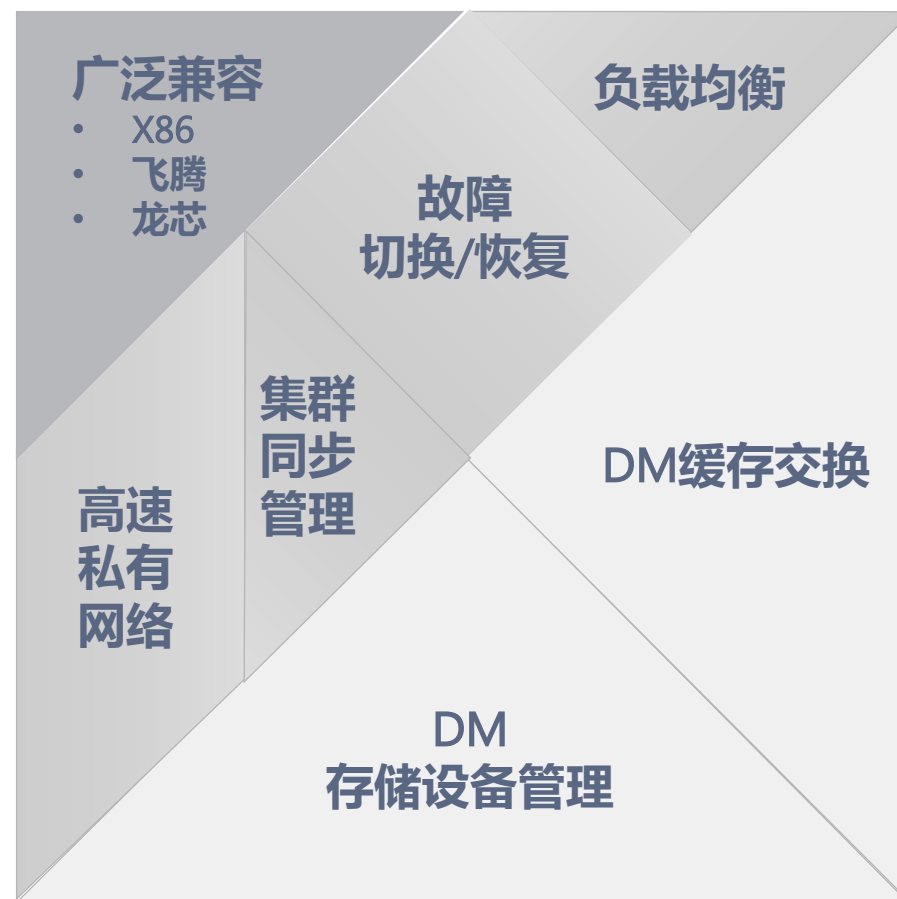 广泛兼容
• X86
• 飞腾
• 龙芯
负载均衡
故障
切换/恢复
集群
同步
管理
高速
私有
网络
DM缓存交换
DM
存储设备管理